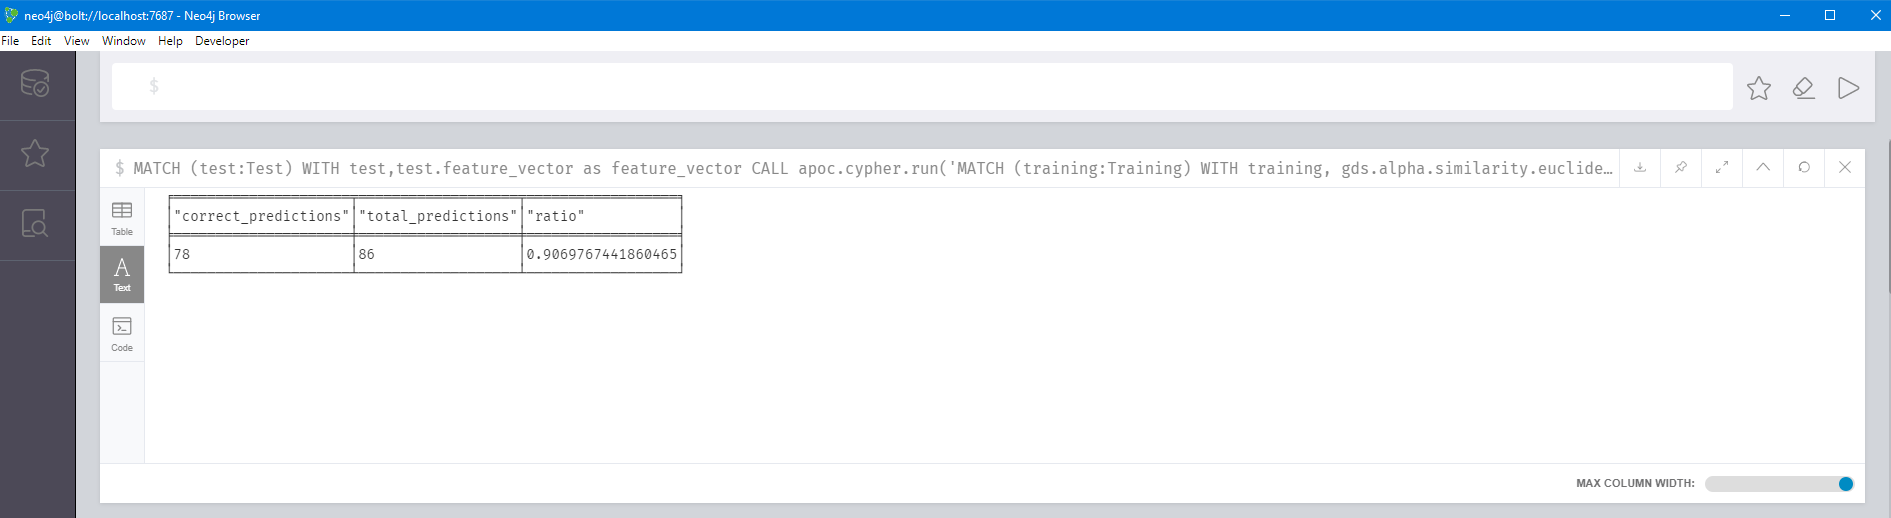 neo4j@bolt://localhost:7687 - Neo4j Browser
File Edit View Window Help Developer
$
$ MATCH (test:Test) WITH test,test.feature_vector as feature_vector CALL apoc.cypher.run('MATCH (training:Training) WITH training, gds.alpha.similarity.euclide…
Table
"correct_predictions" "total_predictions" "ratio"
78 86 0.9069767441860465
Text
Code
MAX COLUMN WIDTH: